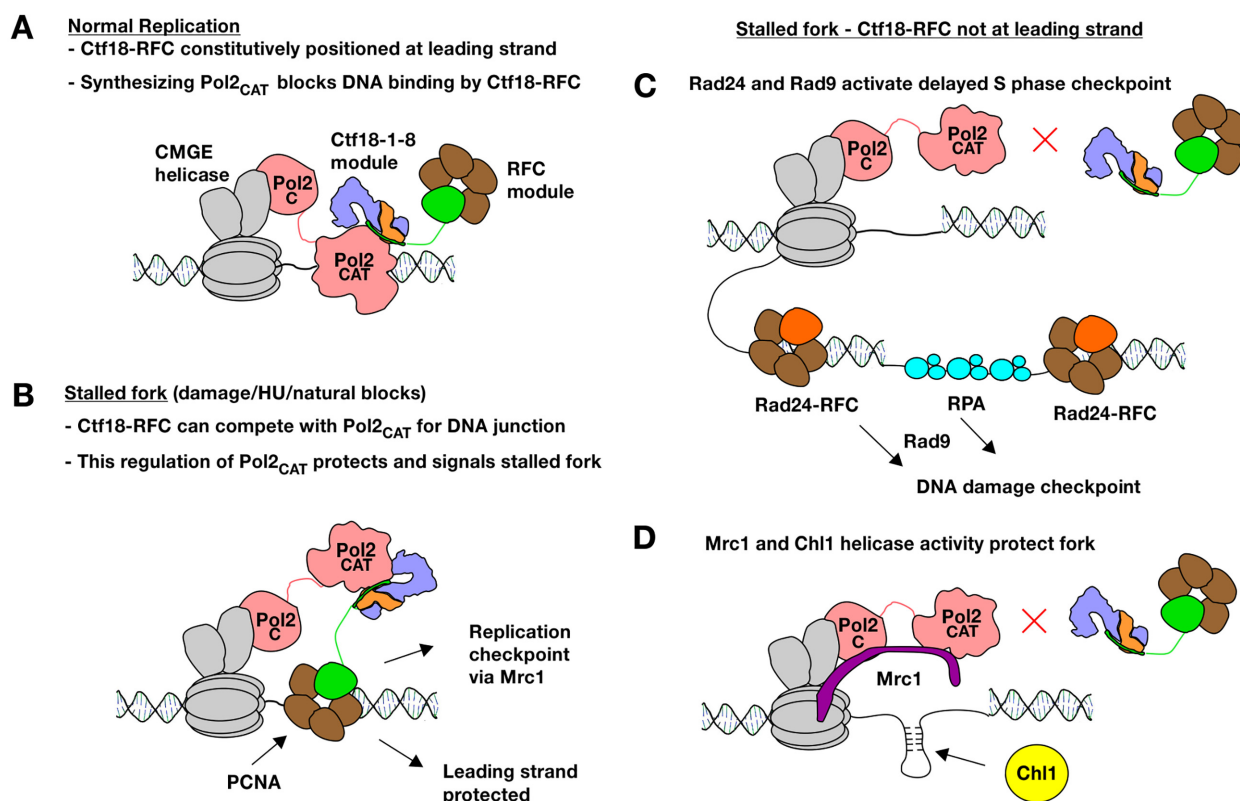 A
Normal Replication
- Ctf18-RFC constitutively positioned at leading strand
- Synthesizing Pol2CAT blocks DNA binding by Ctf18-RFC
CMGE
helicase
Pol2
C
Ctf18-1-8
module
RFC
module
Pol2
CAT
B
Stalled fork (damage/HU/natural blocks)
- Ctf18-RFC can compete with Pol2CAT for DNA junction
- This regulation of Pol2CAT protects and signals stalled fork
Pol2
CAT
Pol2
C
Replication
checkpoint
via Mrc1
PCNA
Leading strand
protected
Stalled fork - Ctf18-RFC not at leading strand
C
Rad24 and Rad9 activate delayed S phase checkpoint
Pol2
C
Pol2
CAT
Rad24-RFC
RPA
Rad24-RFC
Rad9
DNA damage checkpoint
D
Mrc1 and Chl1 helicase activity protect fork
Pol2
C
Pol2
CAT
Mrc1
Chl1